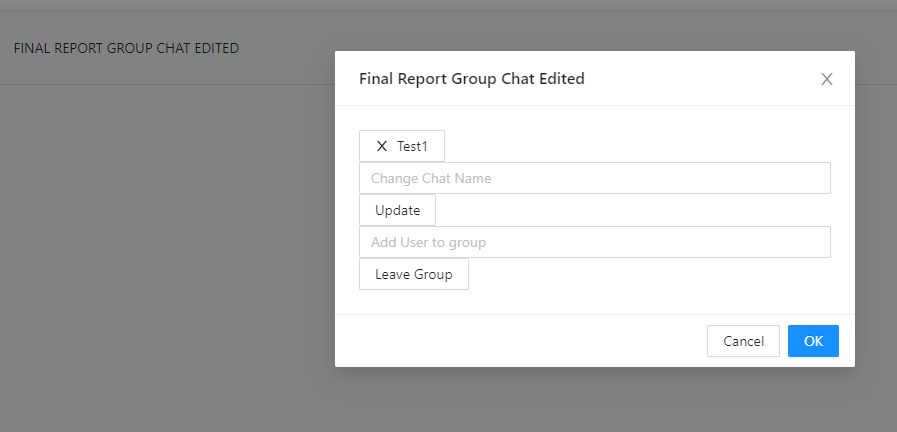 FINAL REPORT GROUP CHAT EDITED
Final Report Group Chat Edited
Test1
Change Chat Name
Update
Add User to group
Leave Group
Cancel OK